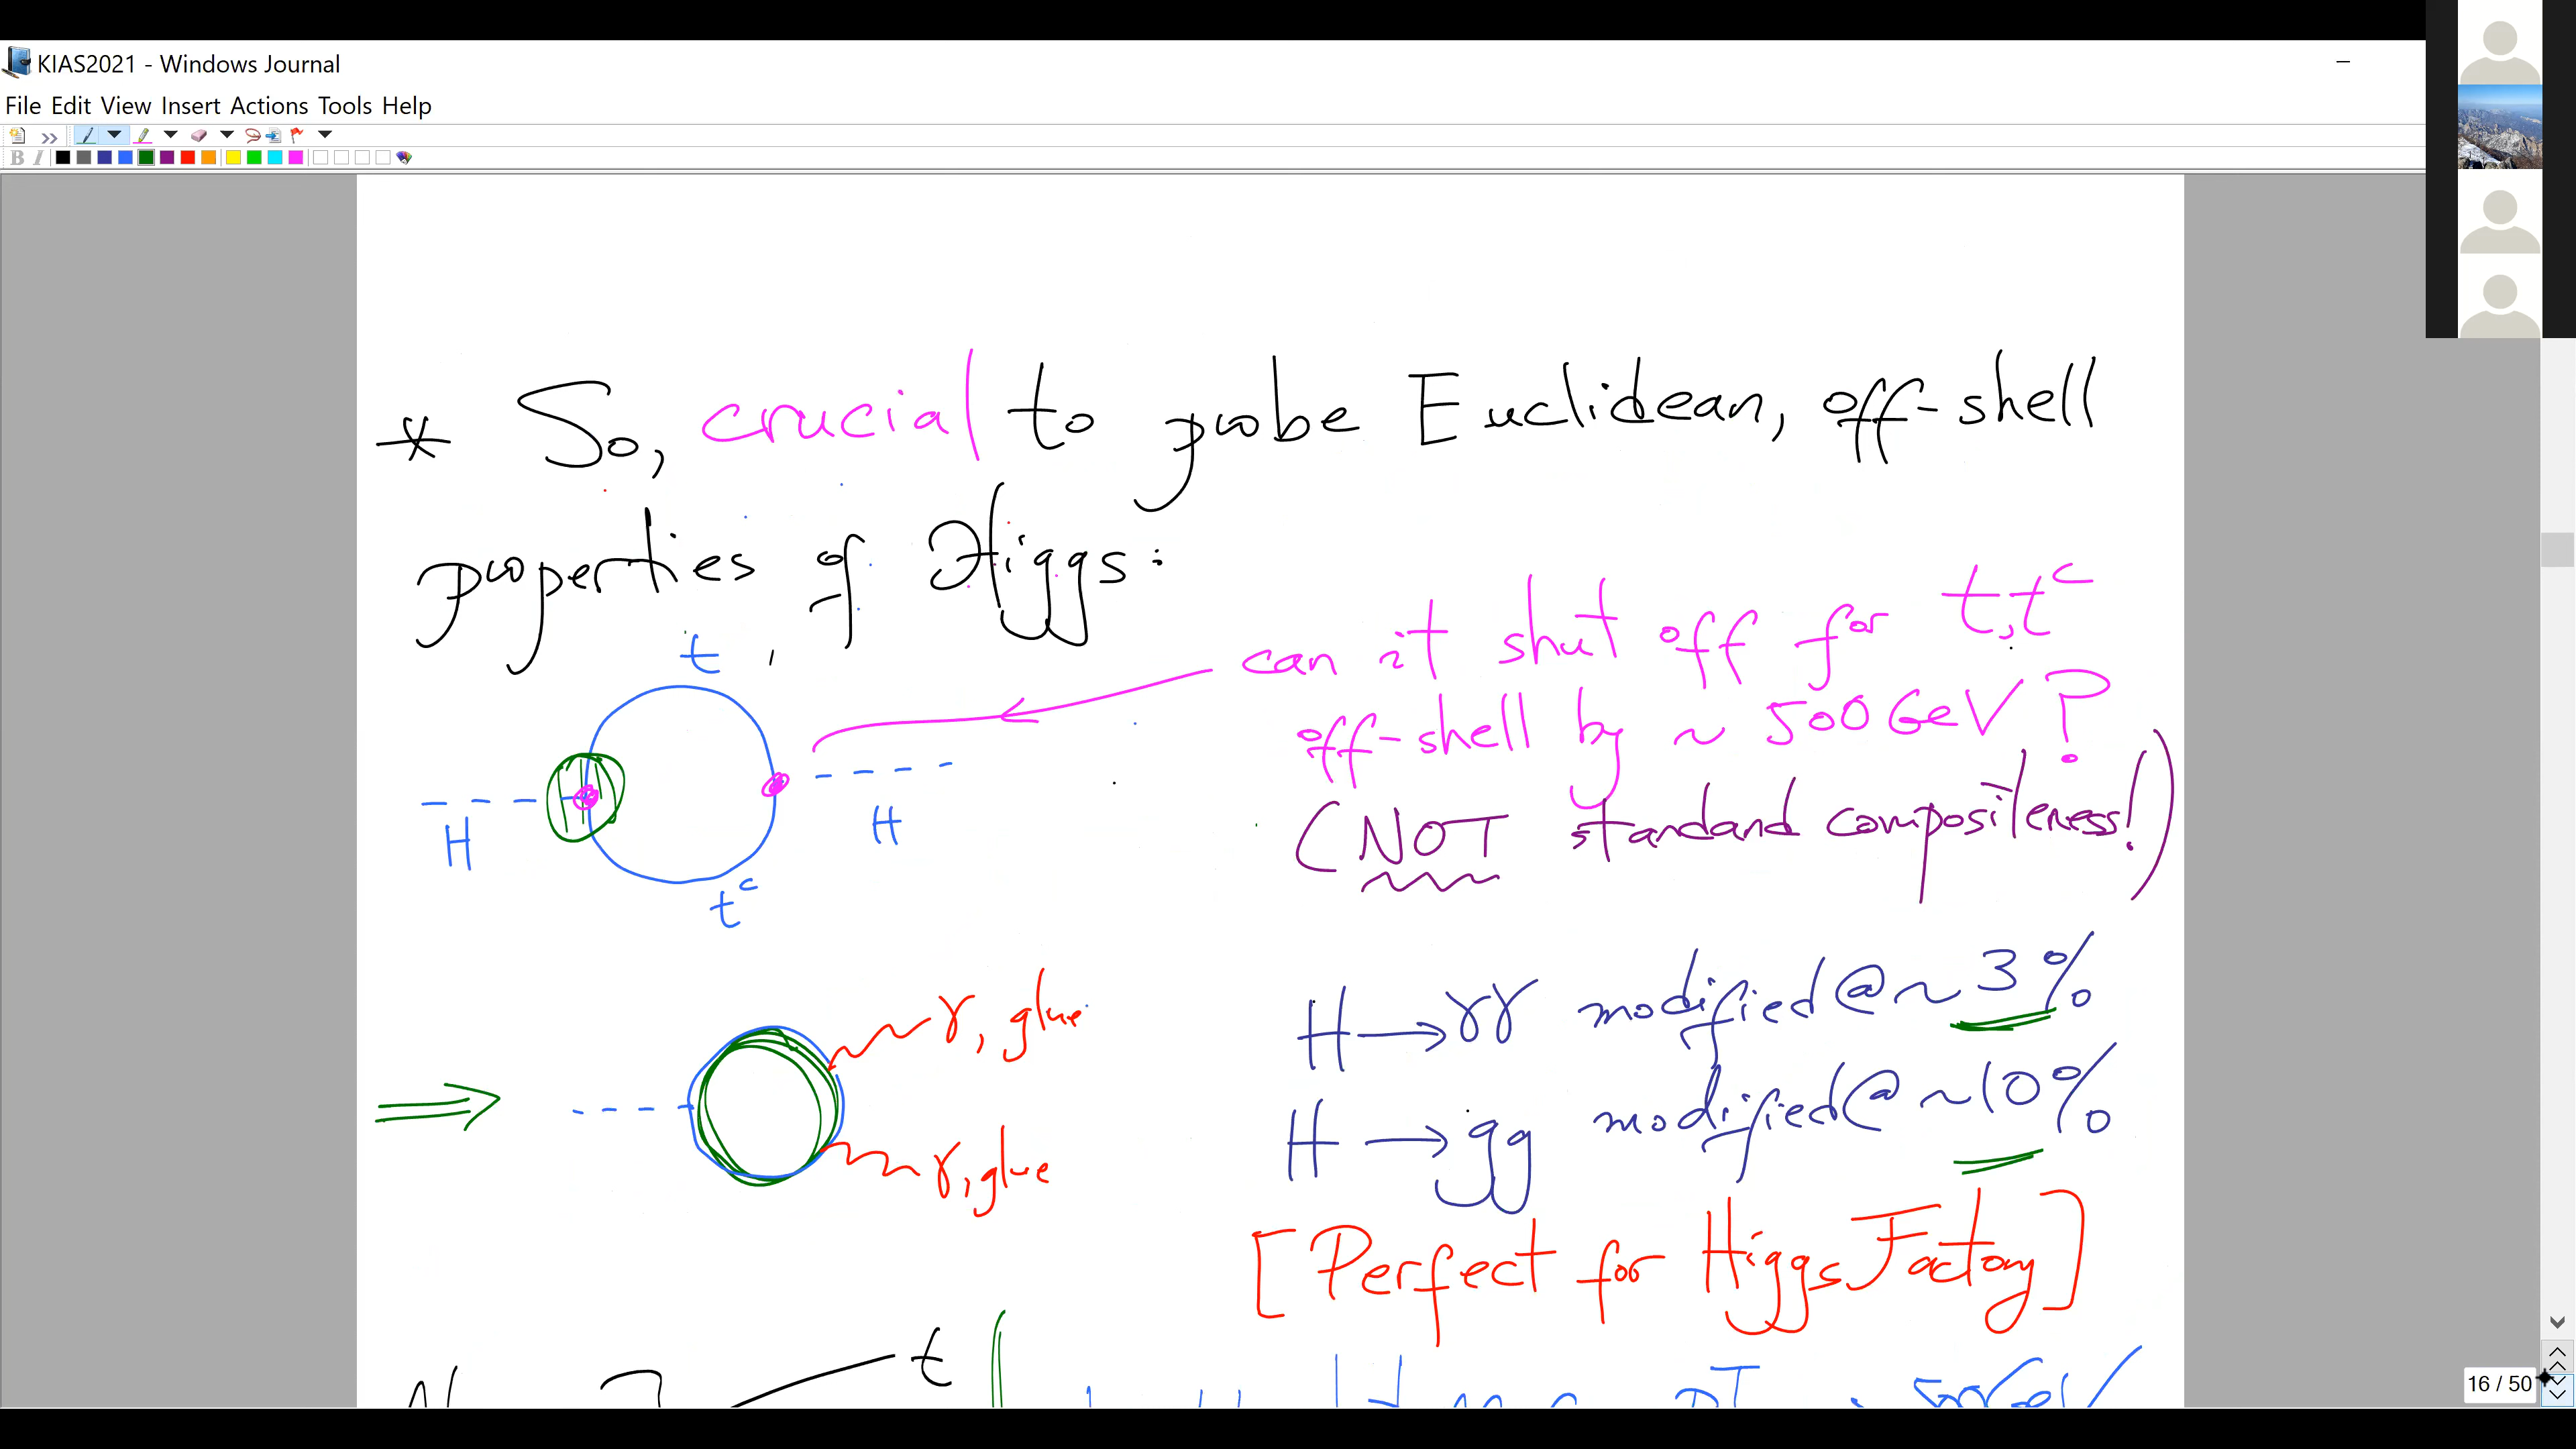 KIAS2021 - Windows Journal
File Edit View Insert Actions Tools Help
B I
* So, crucial to probe Euclidean, off-shell
properties of Higgs:
can it shut off for t, tᶜ
off-shell by ~ 500 GeV?
(NOT standard compositeness!)
t
H
H
tᶜ
γ, glue
γ, glue
H → γγ modified @ ~ 3%
H → gg modified @ ~ 10%
[Perfect for Higgs Factory]
t
16 / 50